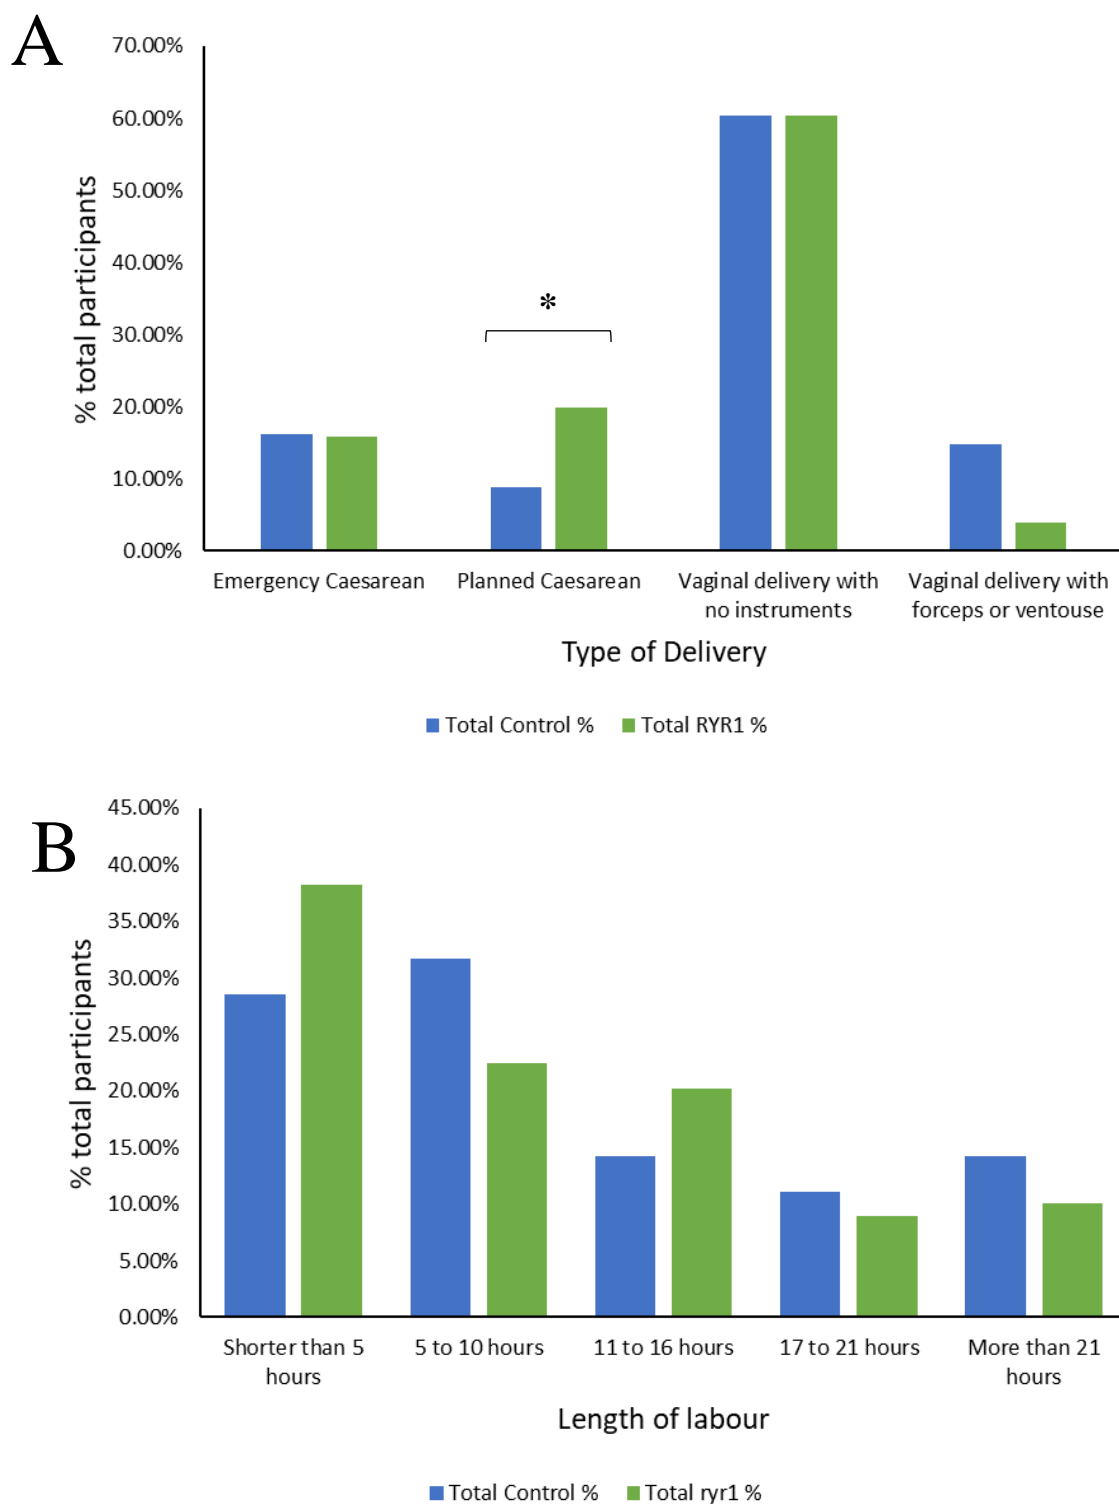 A
70.00%
60.00%
50.00%
40.00%
30.00%
20.00%
10.00%
0.00%
% total participants
*
Emergency Caesarean
Planned Caesarean
Vaginal delivery with
no instruments
Vaginal delivery with
forceps or ventouse
Type of Delivery
Total Control %
Total RYR1 %
B
45.00%
40.00%
35.00%
30.00%
25.00%
20.00%
15.00%
10.00%
5.00%
0.00%
% total participants
Shorter than 5
hours
5 to 10 hours
11 to 16 hours
17 to 21 hours
More than 21
hours
Length of labour
Total Control %
Total ryr1 %